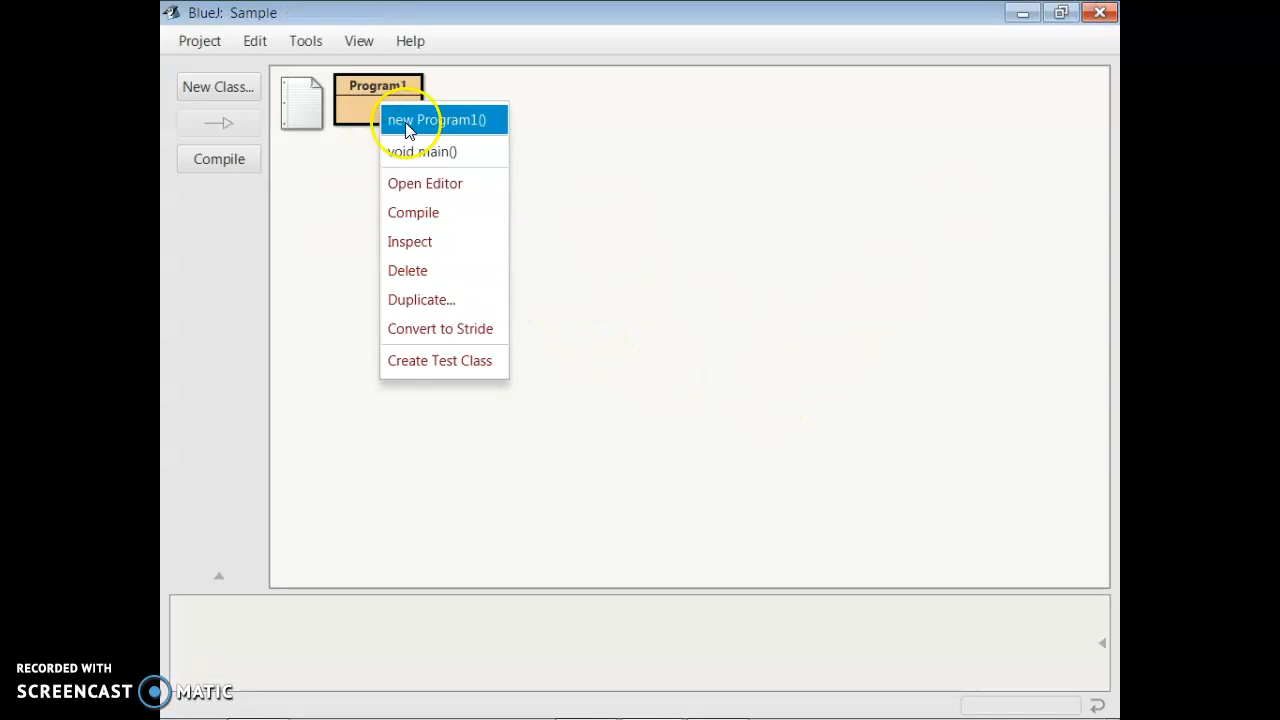 BlueJ: Sample
Project Edit Tools View Help
New Class...
Compile
Program1
new Program1()
void main()
Open Editor
Compile
Inspect
Delete
Duplicate...
Convert to Stride
Create Test Class
RECORDED WITH
SCREENCAST MATIC